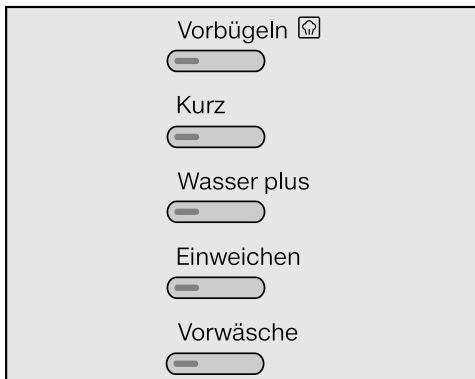 Vorbügeln
Kurz
Wasser plus
Einweichen
Vorwäsche